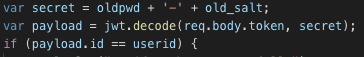 var secret = oldpwd + '-' + old_salt;
var payload = jwt.decode(req.body.token, secret);
if (payload.id == userid) {